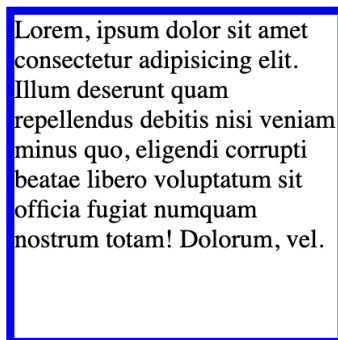 Lorem, ipsum dolor sit amet
consectetur adipisicing elit.
Illum deserunt quam
repellendus debitis nisi veniam
minus quo, eligendi corrupti
beatae libero voluptatum sit
officia fugiat numquam
nostrum totam! Dolorum, vel.